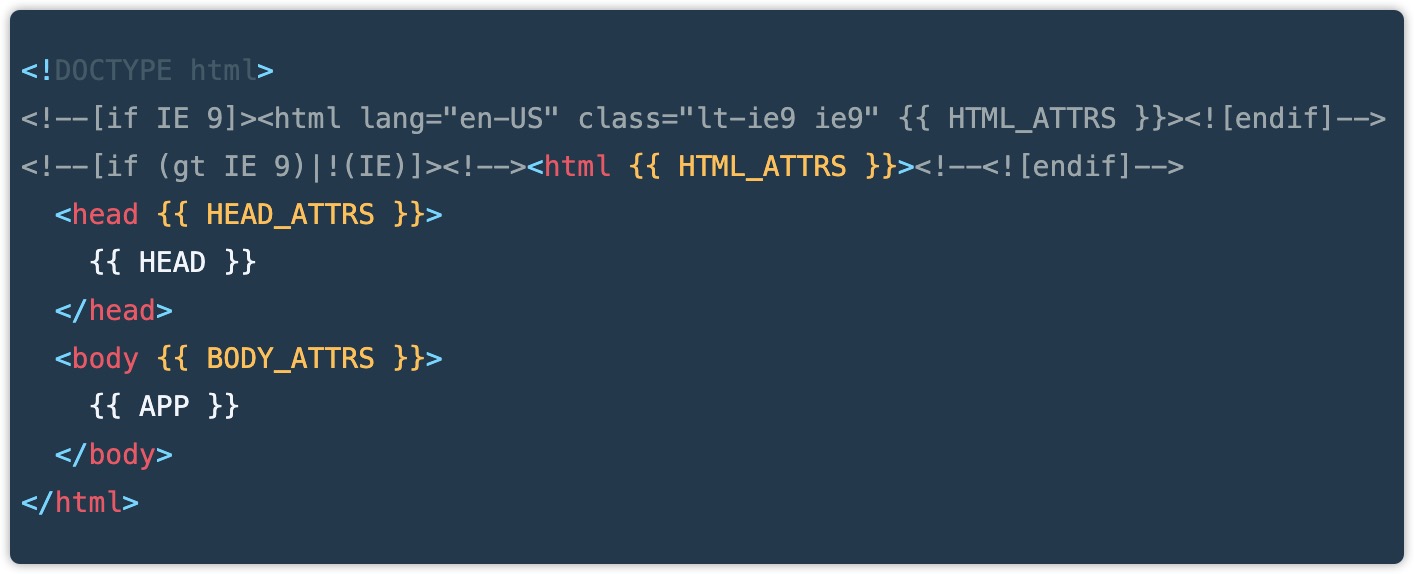 <!DOCTYPE html>
<!--[if IE 9]><html lang="en-US" class="lt-ie9 ie9" {{ HTML_ATTRS }}><![endif]-->
<!--[if (gt IE 9)|!(IE)]><!--><html {{ HTML_ATTRS }}><!--<![endif]-->
  <head {{ HEAD_ATTRS }}>
    {{ HEAD }}
  </head>
  <body {{ BODY_ATTRS }}>
    {{ APP }}
  </body>
</html>